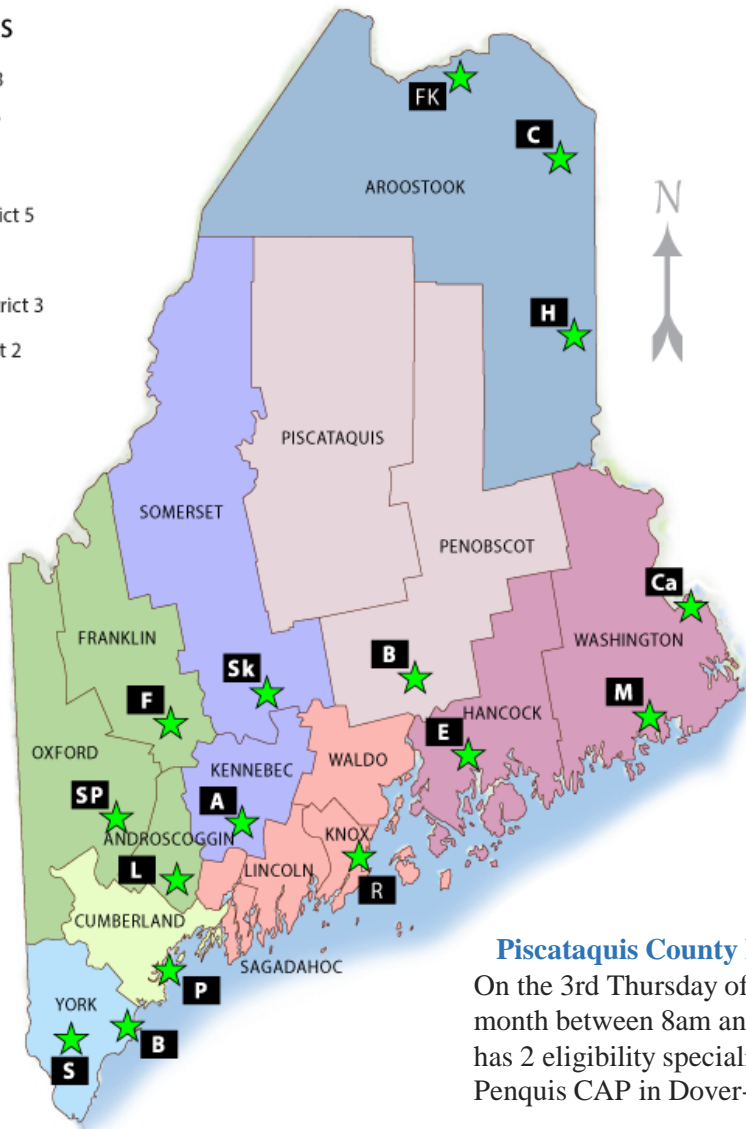 S
FK
C
AROOSTOOK
ict 5
N
rict 3
H
t 2
PISCATAQUIS
SOMERSET
PENOBSCOT
Ca
FRANKLIN
WASHINGTON
Sk
B
F
M
HANCOCK
E
OXFORD
WALDO
KENNEBEC
SP
A
ANDROSCOGGIN
KNOX
L
LINCOLN
R
CUMBERLAND
SAGADAHOC
P
YORK
B
S
Piscataquis County
On the 3rd Thursday of
month between 8am an
has 2 eligibility speciali
Penquis CAP in Dover-